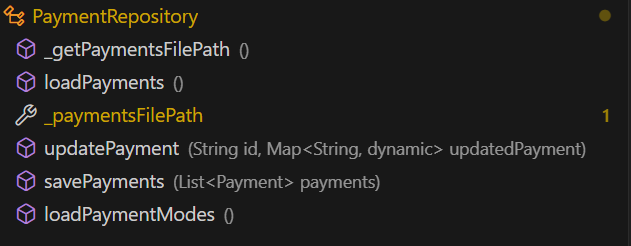 PaymentRepository
_getPaymentsFilePath ()
loadPayments ()
_paymentsFilePath 1
updatePayment (String id, Map<String, dynamic> updatedPayment)
savePayments (List<Payment> payments)
loadPaymentModes ()